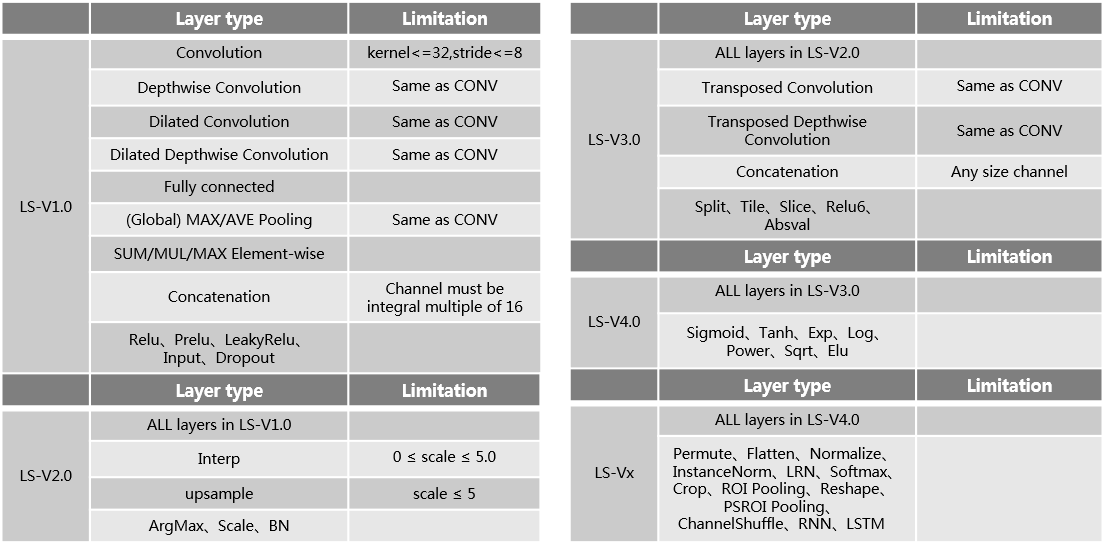 Layer type Limitation
LS-V1.0
Convolution kernel<=32,stride<=8
Depthwise Convolution Same as CONV
Dilated Convolution Same as CONV
Dilated Depthwise Convolution Same as CONV
Fully connected
(Global) MAX/AVE Pooling Same as CONV
SUM/MUL/MAX Element-wise
Concatenation
Channel must be
integral multiple of 16
Relu、Prelu、LeakyRelu、
Input、Dropout
Layer type Limitation
LS-V2.0
ALL layers in LS-V1.0
Interp 0 ≤ scale ≤ 5.0
upsample scale ≤ 5
ArgMax、Scale、BN
Layer type Limitation
LS-V3.0
ALL layers in LS-V2.0
Transposed Convolution Same as CONV
Transposed Depthwise
Convolution
Same as CONV
Concatenation Any size channel
Split、Tile、Slice、Relu6、
Absval
Layer type Limitation
LS-V4.0
ALL layers in LS-V3.0
Sigmoid、Tanh、Exp、Log、
Power、Sqrt、Elu
Layer type Limitation
LS-Vx
ALL layers in LS-V4.0
Permute、Flatten、Normalize、
InstanceNorm、LRN、Softmax、
Crop、ROI Pooling、Reshape、
PSROI Pooling、
ChannelShuffle、RNN、LSTM